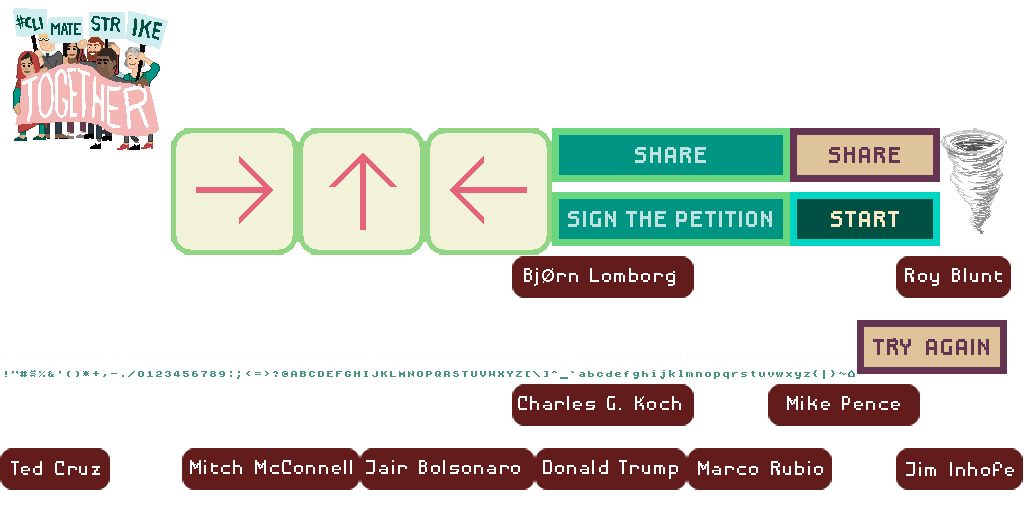 #CLI MATE STR IKE
TOGETHER
SHARE
SHARE
SIGN THE PETITION
START
BjØrn Lomborg
Roy Blunt
TRY AGAIN
!"#$%&'()*+,-./0123456789:;<=>?@ABCDEFGHIJKLMNOPQRSTUVWXYZ[\]^_`abcdefghijklmnopqrstuvwxyz{|}~
Charles G. Koch
Mike Pence
Ted Cruz
Mitch McConnell
Jair Bolsonaro
Donald Trump
Marco Rubio
Jim Inhofe